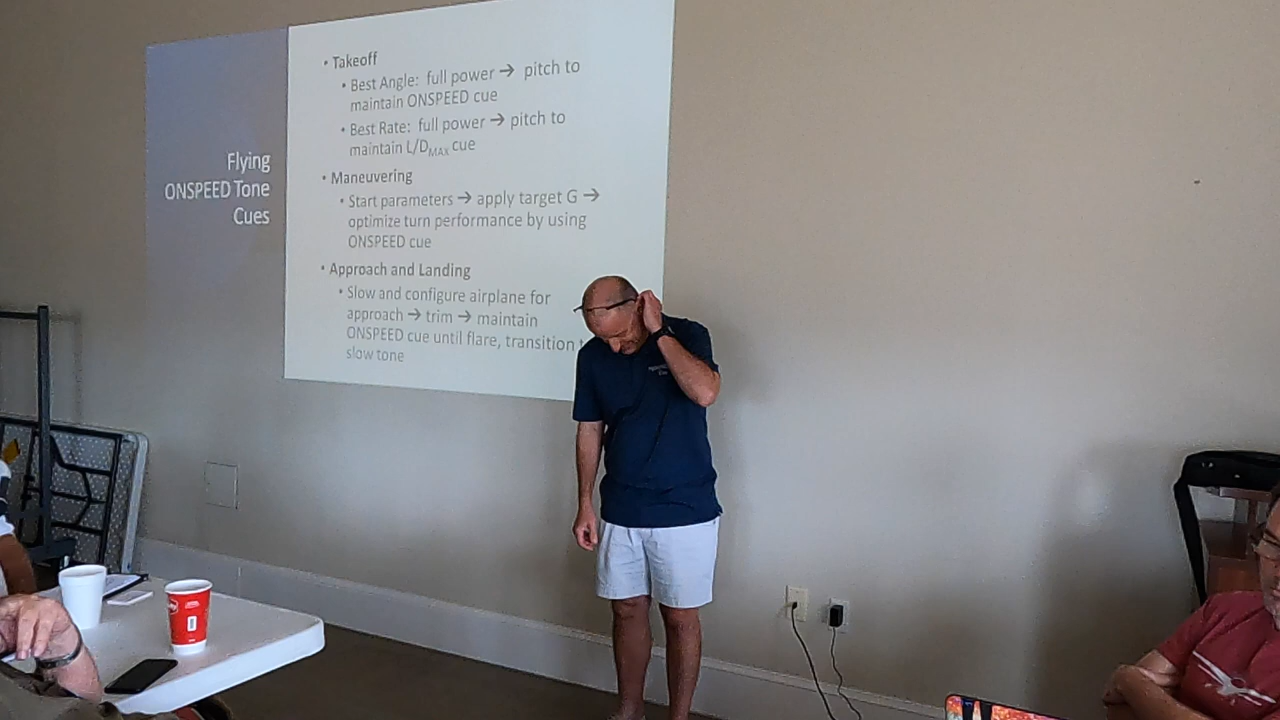 Flying
ONSPEED Tone
Cues
• Takeoff
• Best Angle: full power → pitch to
maintain ONSPEED cue
• Best Rate: full power → pitch to
maintain L/DMAX cue
• Maneuvering
• Start parameters → apply target G →
optimize turn performance by using
ONSPEED cue
• Approach and Landing
• Slow and configure airplane for
approach → trim → maintain
ONSPEED cue until flare, transition
slow tone